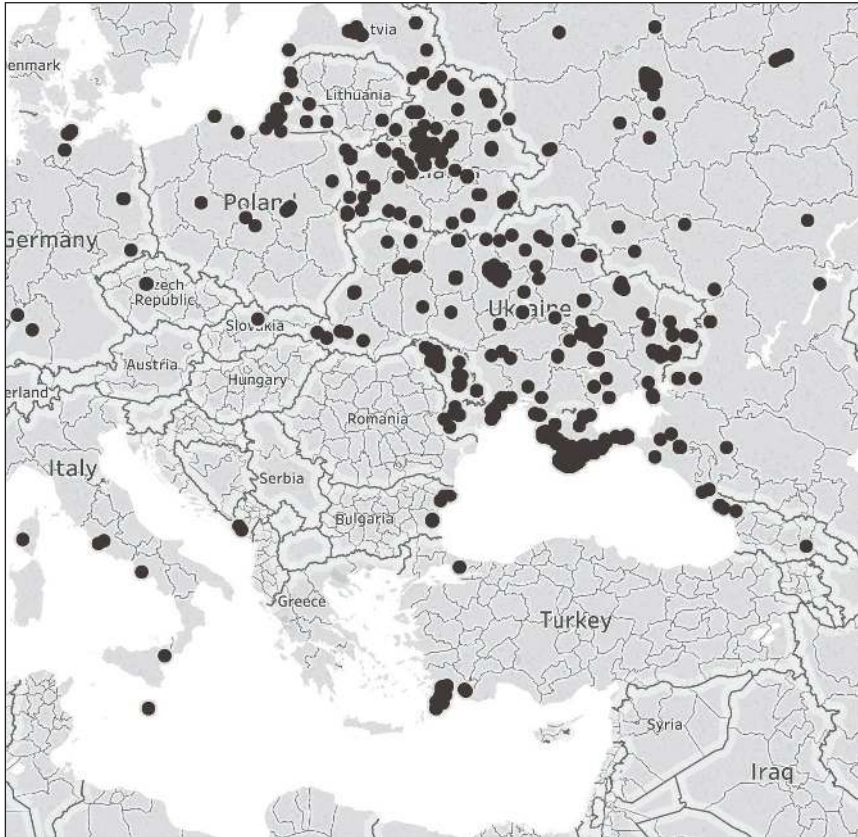 tvia
enmark
Lithuania
Poland
Germany
Czech
Republic
Ukraine
Slovakia
Austria
Hungary
erland
Romania
Italy
Serbia
Bulgaria
Greece
Turkey
Syria
Iraq